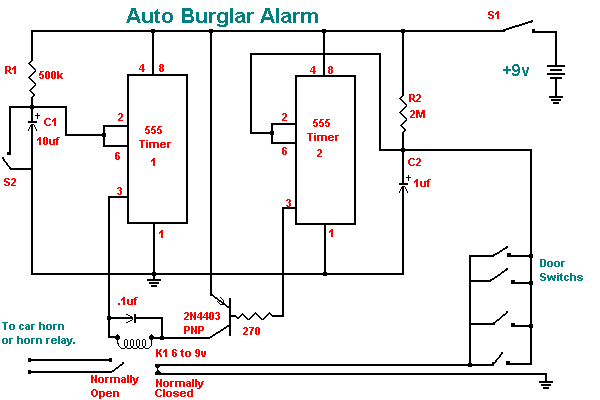 Auto Burglar Alarm
S1
+9v
R1
500k
4 8
4 8
R2
2M
C1
+
10uf
2
555
Timer
1
6
2
555
Timer
2
6
S2
C2
+
1uf
3
3
1
1
Door
Switchs
.1uf
2N4403
PNP
270
To car horn
or horn relay.
K1 6 to 9v
Normally
Open
Normally
Closed